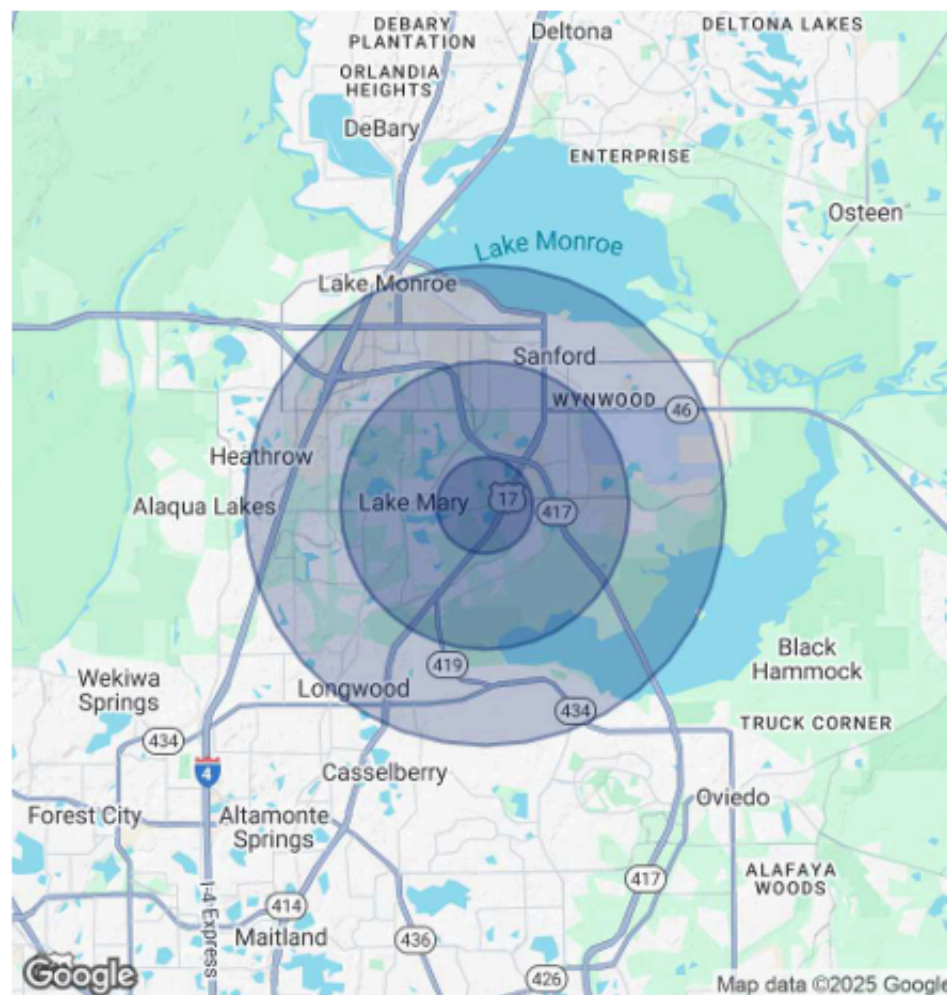 DEBARY
PLANTATION
Deltona
DELTONA LAKES
ORLANDIA
HEIGHTS
DeBary
ENTERPRISE
Osteen
Lake Monroe
Lake Monroe
Sanford
WYNWOOD
46
Heathrow
Lake Mary
17
417
Alaqua Lakes
Black
Hammock
419
Wekiwa
Springs
Longwood
434
434
TRUCK CORNER
4
Casselberry
Oviedo
Forest City
Altamonte
Springs
417
ALAFAYA
WOODS
I-4 Express
414
Maitland
436
426
Google
Map data ©2025 Google